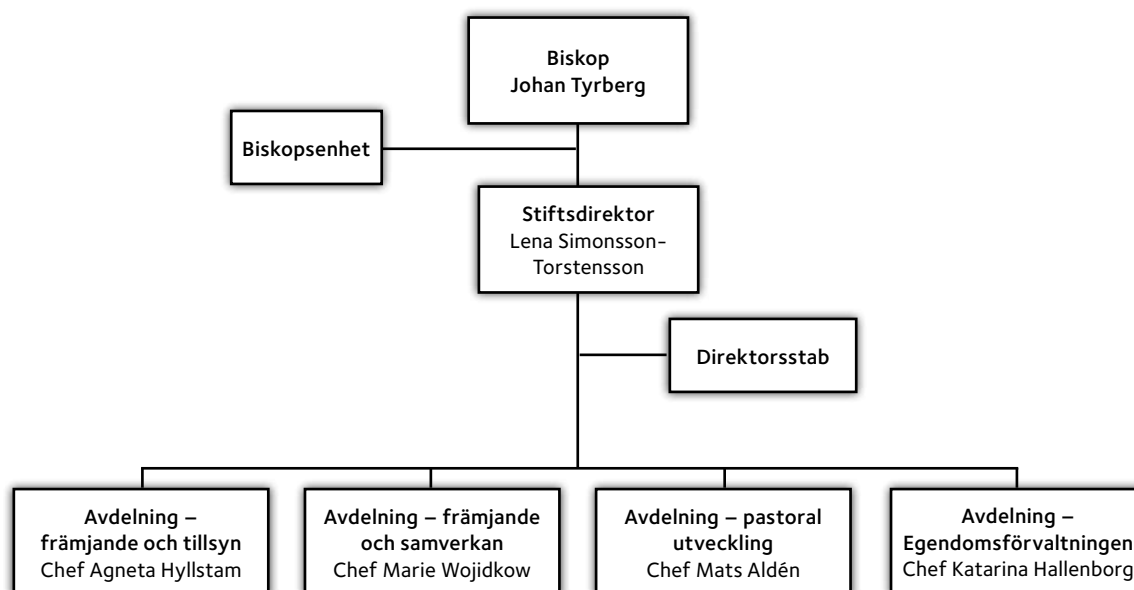 Biskop
Johan Tyrberg
Biskopsenhet
Stiftsdirektor
Lena Simonsson-
Torstensson
Direktorsstab
Avdelning –
främjande och tillsyn
Chef Agneta Hyllstam
Avdelning – främjande
och samverkan
Chef Marie Wojidkow
Avdelning – pastoral
utveckling
Chef Mats Aldén
Avdelning –
Egendomsförvaltningen
Chef Katarina Hallenborg